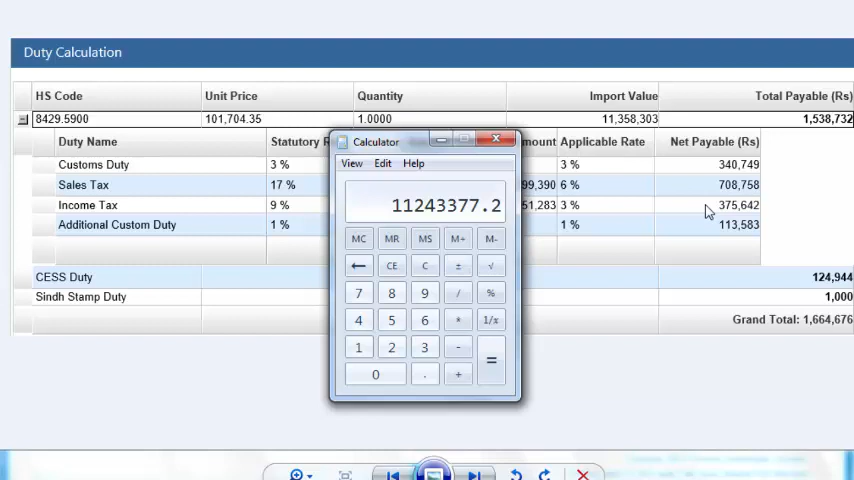 Duty Calculation
HS Code Unit Price Quantity Import Value Total Payable (Rs)
8429.5900 101,704.35 1.0000 11,358,303 1,538,732
Duty Name Statutory Applicable Rate Net Payable (Rs)
Customs Duty 3 % 3 % 340,749
Sales Tax 17 % 99,390 6 % 708,758
Income Tax 9 % 51,283 3 % 375,642
Additional Custom Duty 1 % 1 % 113,583
CESS Duty 124,944
Sindh Stamp Duty 1,000
Grand Total: 1,664,676
Calculator
View Edit Help
11243377.2
MC MR MS M+ M-
← CE C ± √
7 8 9 / %
4 5 6 * 1/x
1 2 3 - =
0 . +